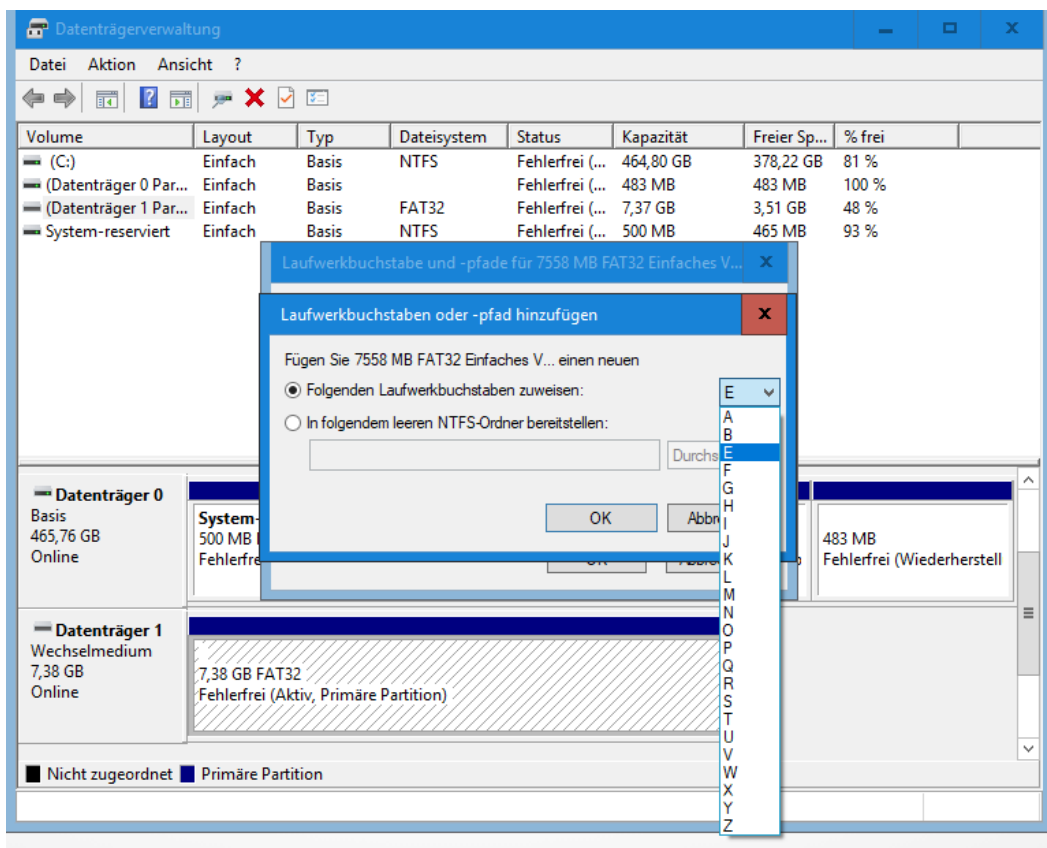 Datenträgerverwaltung
Datei Aktion Ansicht ?
Volume Layout Typ Dateisystem Status Kapazität Freier Sp... % frei
(C:) Einfach Basis NTFS Fehlerfrei (... 464,80 GB 378,22 GB 81 %
(Datenträger 0 Par... Einfach Basis Fehlerfrei (... 483 MB 483 MB 100 %
(Datenträger 1 Par... Einfach Basis FAT32 Fehlerfrei (... 7,37 GB 3,51 GB 48 %
System-reserviert Einfach Basis NTFS Fehlerfrei (... 500 MB 465 MB 93 %
Laufwerkbuchstabe und -pfade für 7558 MB FAT32 Einfaches V...
Laufwerkbuchstaben oder -pfad hinzufügen
Fügen Sie 7558 MB FAT32 Einfaches V... einen neuen
Folgenden Laufwerkbuchstaben zuweisen: E
In folgendem leeren NTFS-Ordner bereitstellen:
Durchs
OK Abbr
A
B
E
F
G
H
I
J
K
L
M
N
O
P
Q
R
S
T
U
V
W
X
Y
Z
Datenträger 0
Basis
465,76 GB
Online
System-
500 MB
Fehlerfre
483 MB
Fehlerfrei (Wiederherstell
Datenträger 1
Wechselmedium
7,38 GB
Online
7,38 GB FAT32
Fehlerfrei (Aktiv, Primäre Partition)
Nicht zugeordnet Primäre Partition